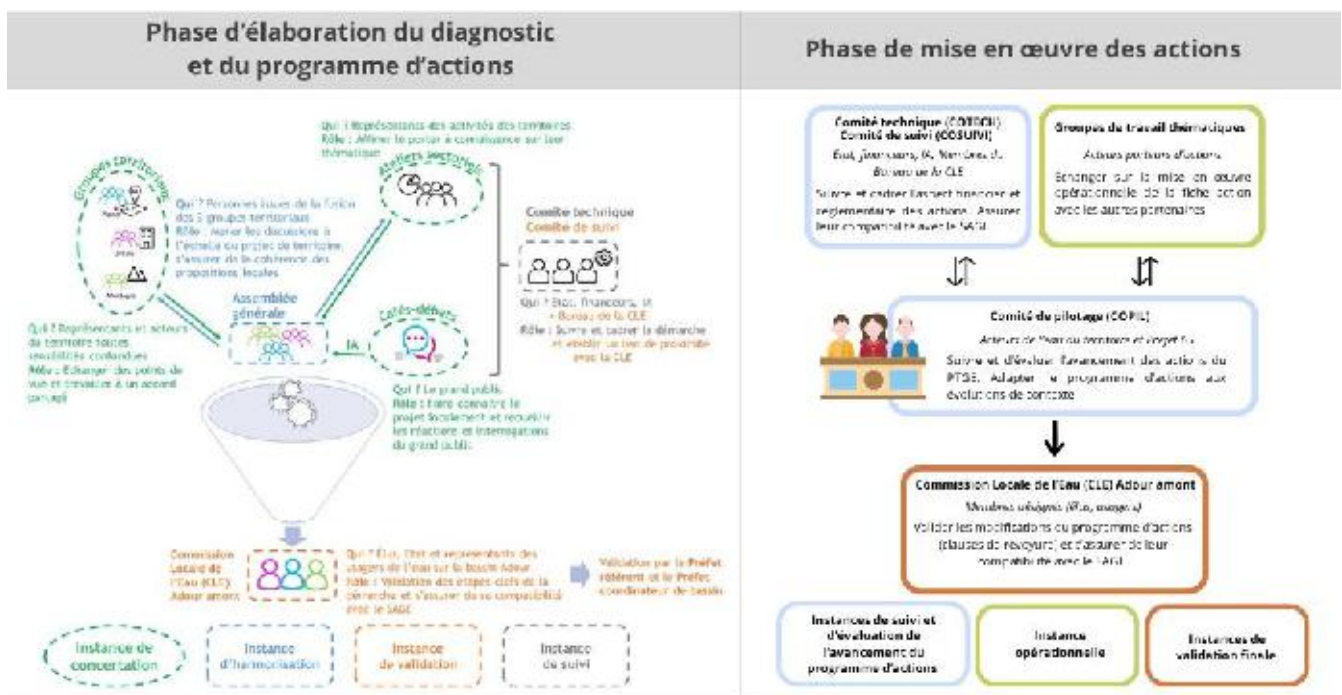 Phase d'élaboration du diagnostic
et du programme d'actions
Qui ? Représentants des activités des territoires
Rôle : Affiner le porter à connaissance sur leur
thématique
Groupes territoriaux
Montagne
Ateliers sectoriels
Qui ? Personnes issues de la fusion
des 3 groupes territoriaux
Rôle : Mener les discussions à
l'échelle du projet de territoire,
s'assurer de la cohérence des
propositions locales
Comité technique
Comité de suivi
Qui ? Etat, financeurs, IA
+ Bureau de la CLE
Rôle : Suivre et cadrer la démarche
et établir un lien de proximité
avec la CLE
Assemblée
générale
IA
Cafés-débats
Qui ? Représentants et acteurs
du territoire toutes
sensibilités confondues
Rôle : Echanger des points de
vue et travailler à un accord
partagé
Qui ? Le grand public
Rôle : Faire connaître le
projet localement et recueillir
les réactions et interrogations
du grand public
Commission
Locale de
l'Eau (CLE)
Adour amont
Qui ? Élus, Etat et représentants des
usagers de l'eau sur le bassin Adour
Rôle : Validation des étapes clefs de la
démarche et s'assurer de sa compatibilité
avec le SAGE
Validation par le Préfet
référent et le Préfet
coordinateur de bassin
Instance de
concertation
Instance
d'harmonisation
Instance
de validation
Instance
de suivi
Phase de mise en œuvre des actions
Comité technique (COTECH)
Comité de suivi (COSUIVI)
Etat, financeurs, IA, Membres du
Bureau de la CLE
Suivre et cadrer l'aspect financier et
réglementaire des actions. Assurer
leur compatibilité avec le SAGE
Groupes de travail thématiques
Acteurs porteurs d'actions
Echanger sur la mise en œuvre
opérationnelle de la fiche action
avec les autres partenaires
Comité de pilotage (COPIL)
Acteurs de l'eau du territoire et
Suivre et d'évaluer l'avancement des actions du
PTGE. Adapter le programme d'actions aux
évolutions de contexte
Commission Locale de l'Eau (CLE) Adour amont
Membres désignés (élus, usagers)
Valider les modifications du programme d'actions
(clauses de revoyure) et d'assurer de leur
compatibilité avec le SAGE
Instances de suivi et
d'évaluation de
l'avancement du
programme d'actions
Instance
opérationnelle
Instances de
validation finale